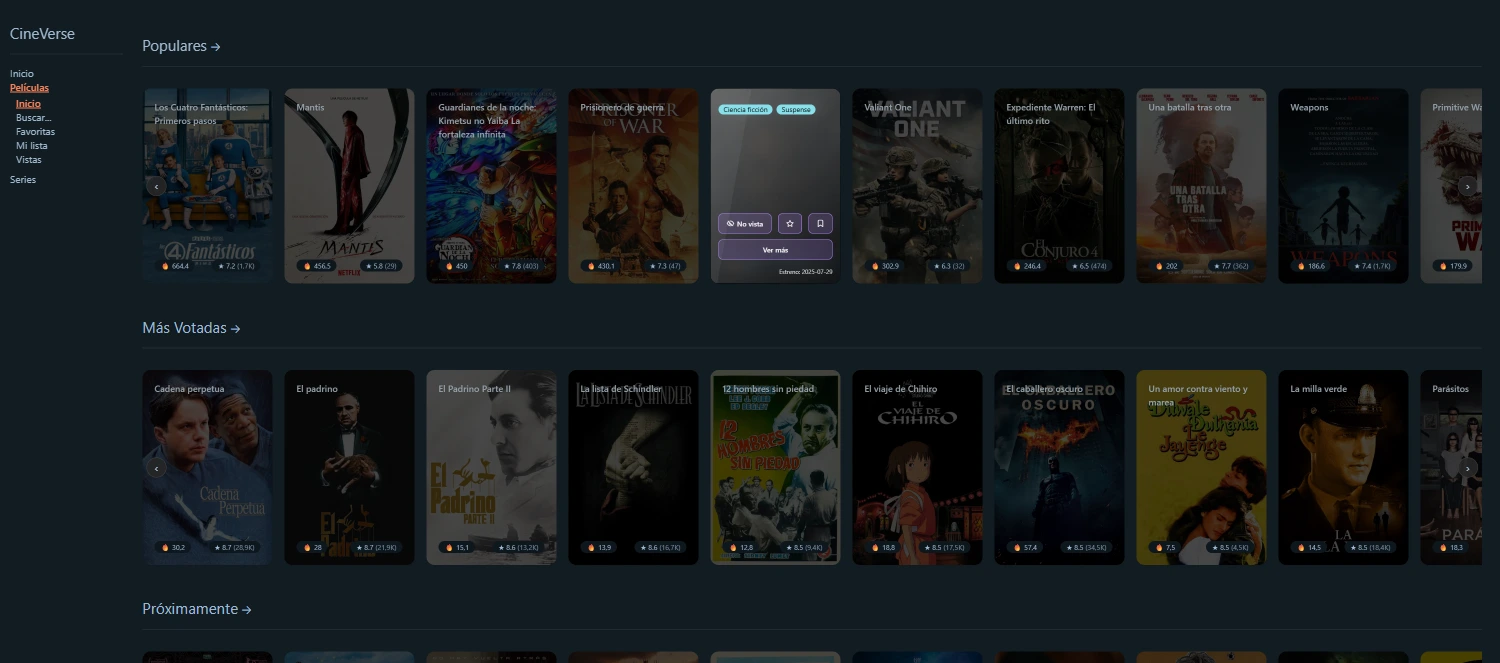 CineVerse
Inicio
Películas
Inicio
Buscar...
Favoritas
Mi lista
Vistas
Series
Populares →
Los Cuatro Fantásticos:
Primeros pasos
4Fantásticos
664.4
★ 7.2 (1,7K)
Mantis
MANTIS
NETFLIX
456.5
★ 5.8 (29)
Guardianes de la noche:
Kimetsu no Yaiba La
fortaleza infinita
450
★ 7.8 (403)
Prisionero de guerra
PRISONER
OF WAR
430.1
★ 7.3 (47)
Ciencia ficción
Suspense
No vista
Ver más
Estreno: 2025-07-29
Valiant One
VALIANT
ONE
302.9
★ 6.3 (32)
Expediente Warren: El
último rito
EL
CONJURO 4
246.4
★ 6.5 (474)
Una batalla tras otra
UNA BATALLA
TRAS
OTRA
202
★ 7.7 (362)
Weapons
WEAPONS
186.6
★ 7.4 (1,7K)
Primitive Wa
PRIM
W
179.9
Más Votadas →
Cadena perpetua
Cadena
Perpetua
30,2
★ 8.7 (28,9K)
El padrino
El
Padrino
28
★ 8.7 (21,9K)
El Padrino Parte II
El
Padrino
PARTE II
15,1
★ 8.6 (13,2K)
La lista de Schindler
LA LISTA DE SCHINDLER
13,9
★ 8.6 (16,7K)
12 hombres sin piedad
LEE J. COBB
ED BEGLEY
12
HOMBRES
SIN PIEDAD
12,8
★ 8.5 (9,4K)
El viaje de Chihiro
EL
VIAJE DE
CHIHIRO
18,8
★ 8.5 (17,5K)
El caballero oscuro
EL CABALLERO
OSCURO
57,4
★ 8.5 (34,5K)
Un amor contra viento y
marea
Dilwale
Dulhania
Le
Jayenge
7,5
★ 8.5 (4,5K)
La milla verde
LA
14,5
★ 8.5 (18,4K)
Parásitos
PARA
18,3
Próximamente →